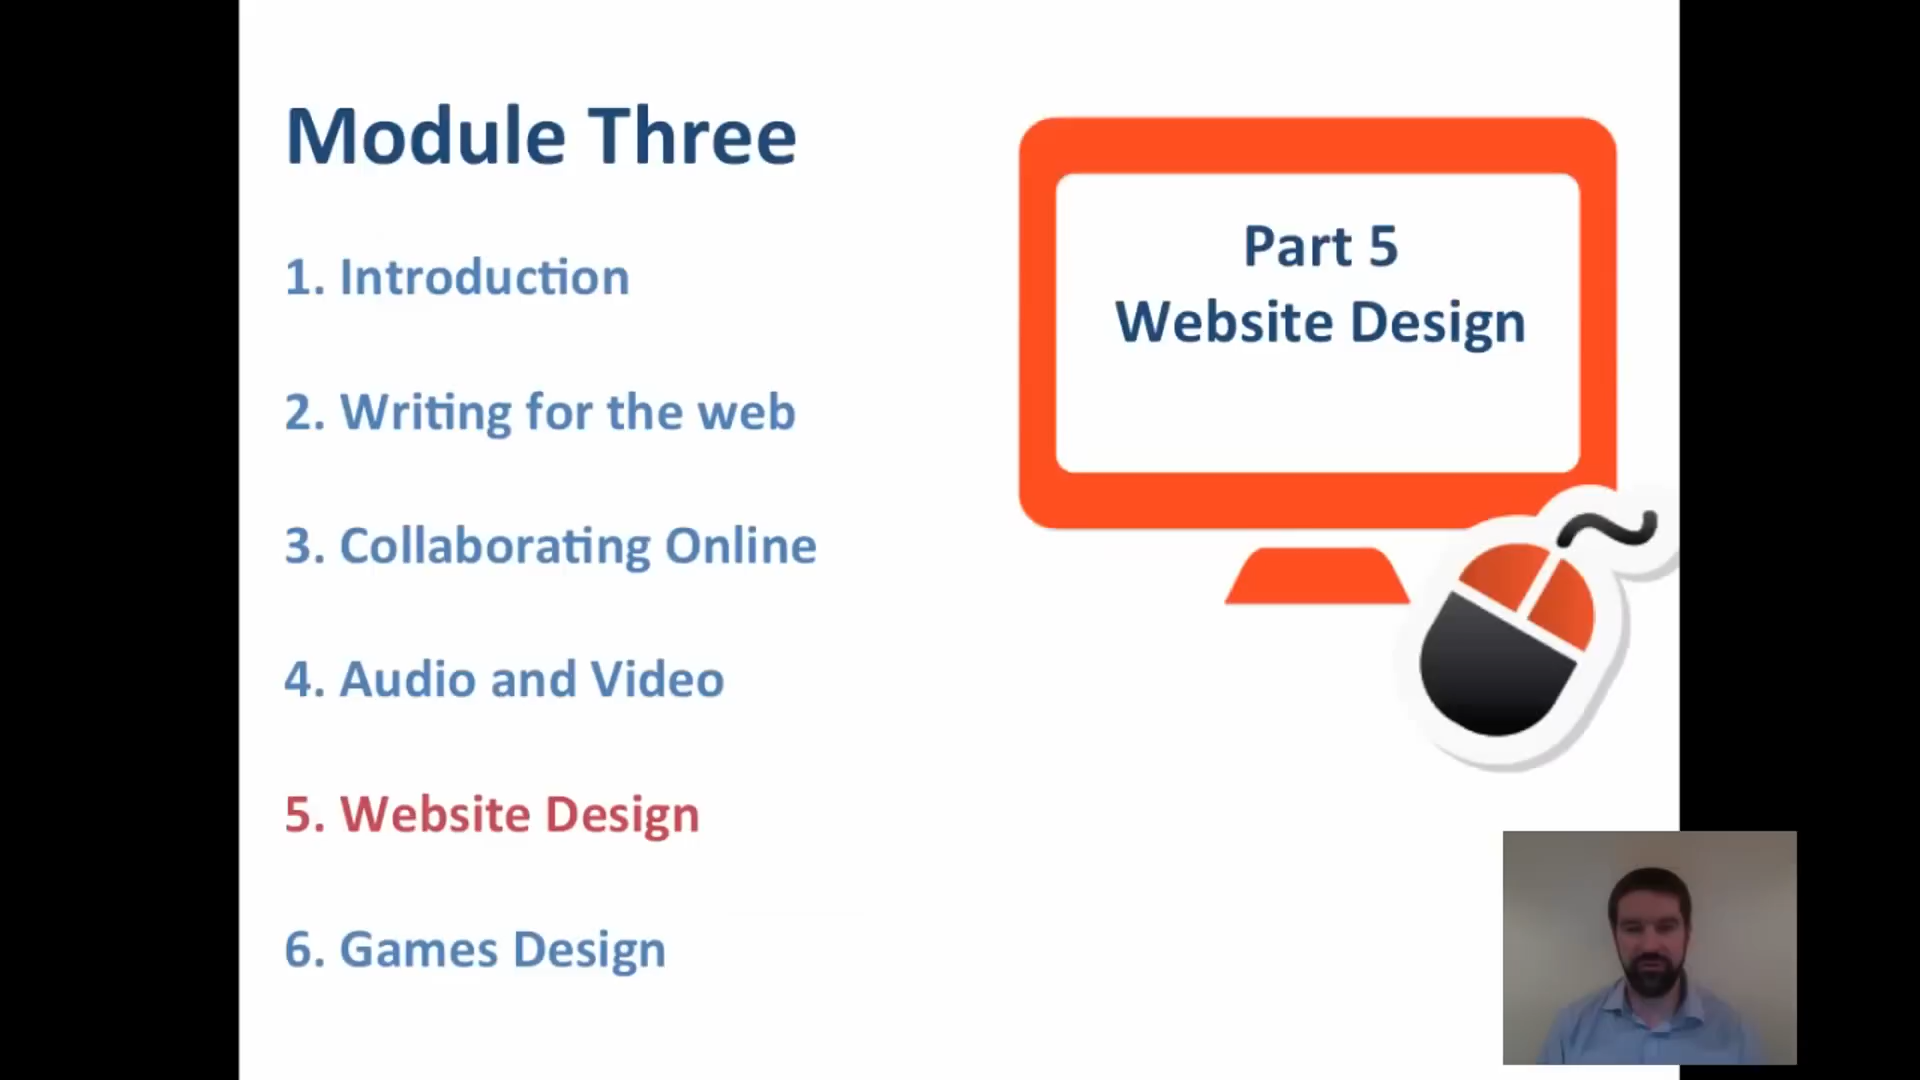 Module Three
1. Introduction
2. Writing for the web
3. Collaborating Online
4. Audio and Video
5. Website Design
6. Games Design
Part 5
Website Design